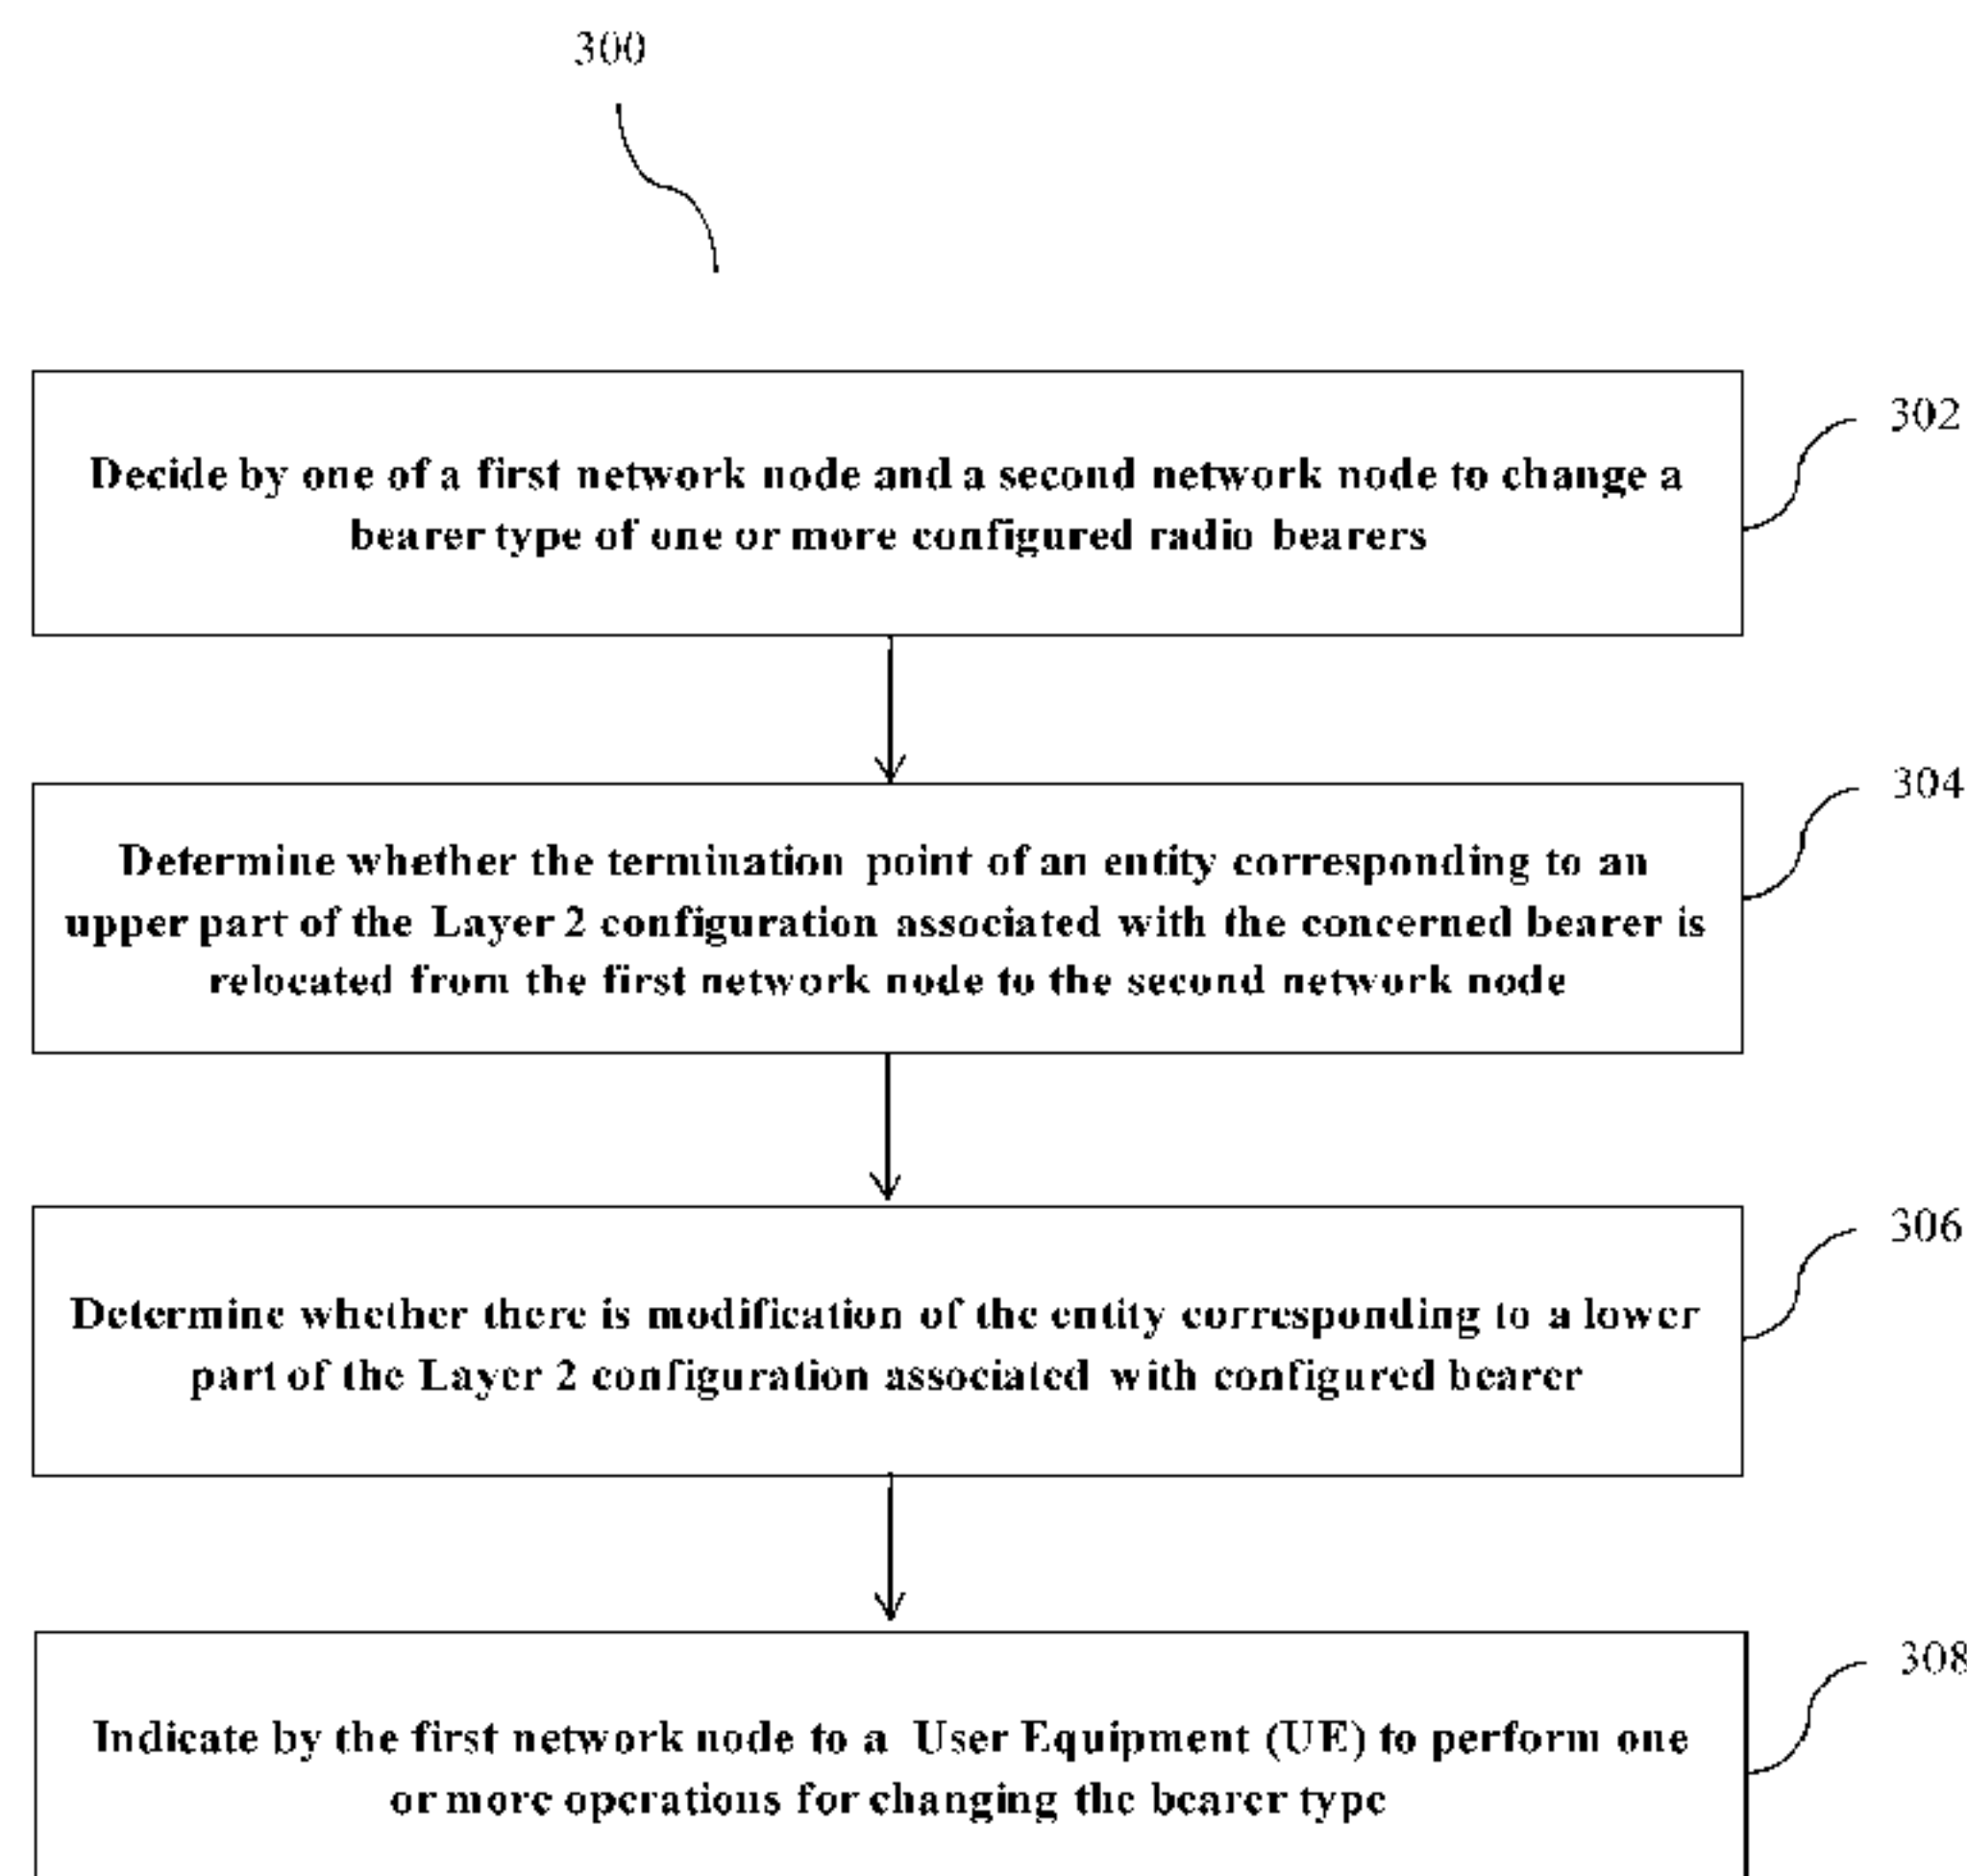 300
302
Decide by one of a first network node and a second network node to change a
bearer type of one or more configured radio bearers
304
Determine whether the termination point of an entity corresponding to an
upper part of the Layer 2 configuration associated with the concerned bearer is
relocated from the first network node to the second network node
306
Determine whether there is modification of the entity corresponding to a lower
part of the Layer 2 configuration associated with configured bearer
308
Indicate by the first network node to a User Equipment (UE) to perform one
or more operations for changing the bearer type